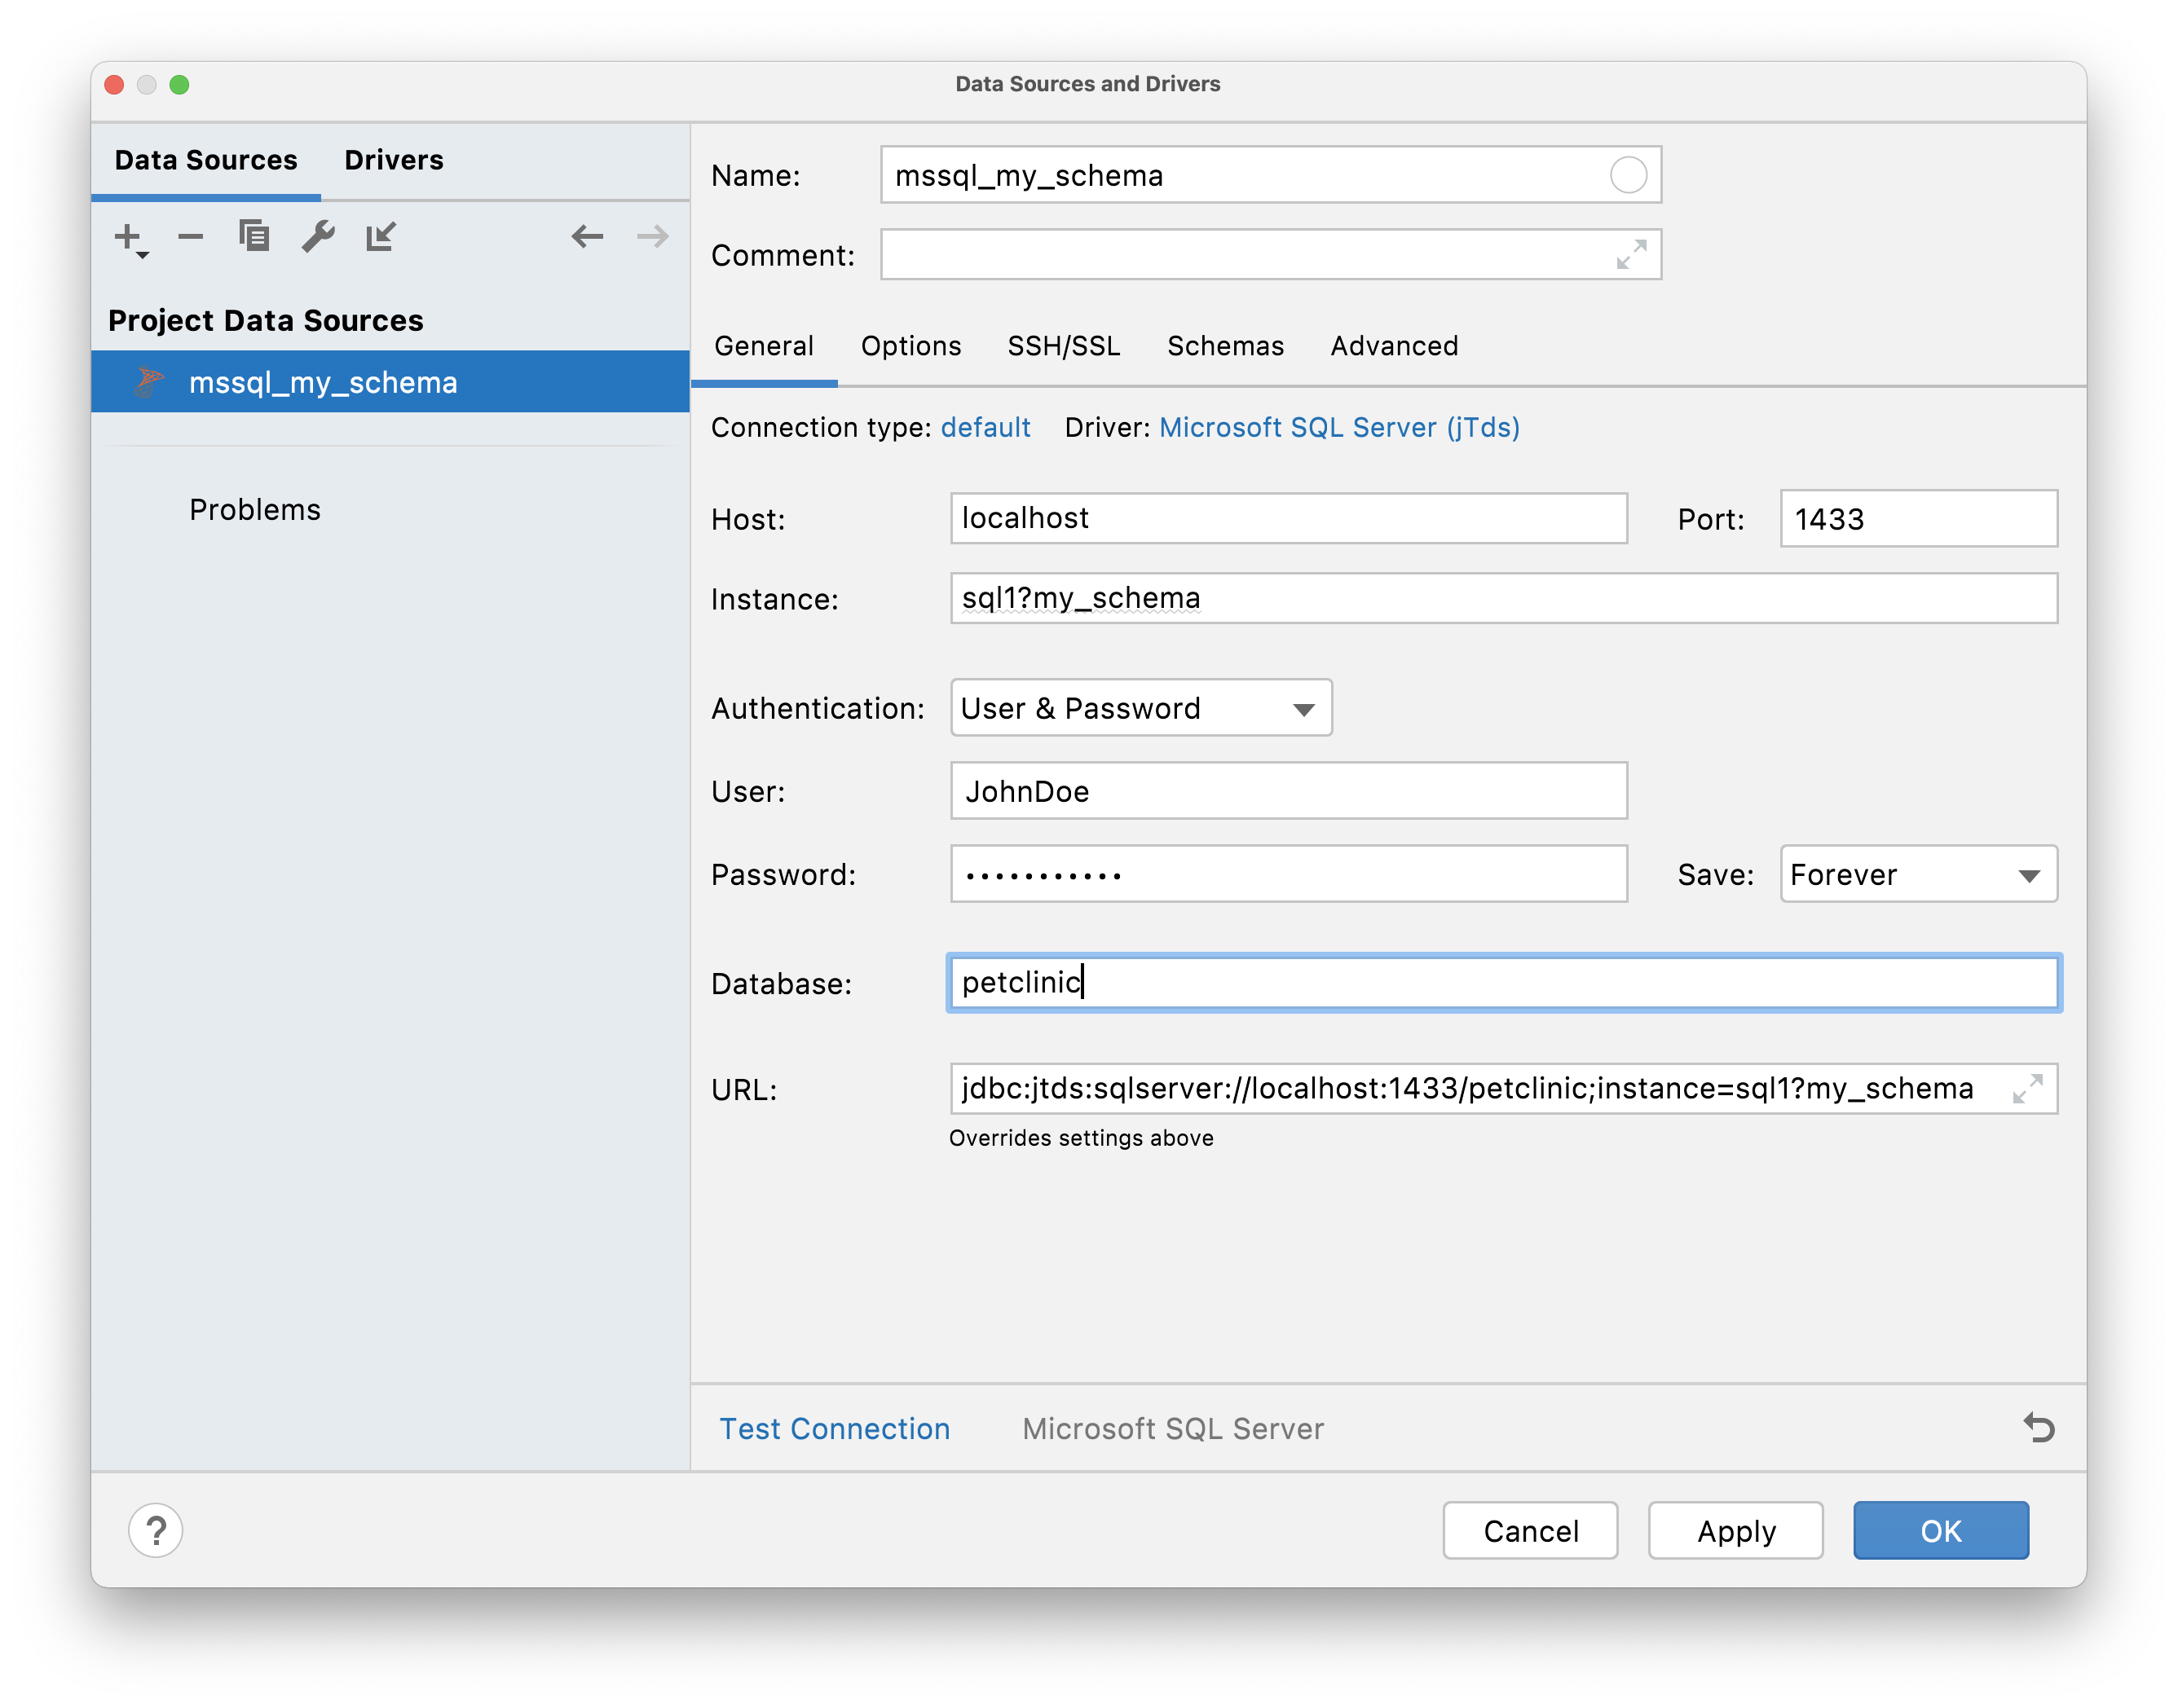 Data Sources and Drivers
Data Sources Drivers
Project Data Sources
mssql_my_schema
Problems
Name: mssql_my_schema
Comment:
General Options SSH/SSL Schemas Advanced
Connection type: default Driver: Microsoft SQL Server (jTds)
Host: localhost Port: 1433
Instance: sql1?my_schema
Authentication: User & Password
User: JohnDoe
Password: ••••••••••• Save: Forever
Database: petclinic
URL: jdbc:jtds:sqlserver://localhost:1433/petclinic;instance=sql1?my_schema
Overrides settings above
Test Connection Microsoft SQL Server
? Cancel Apply OK